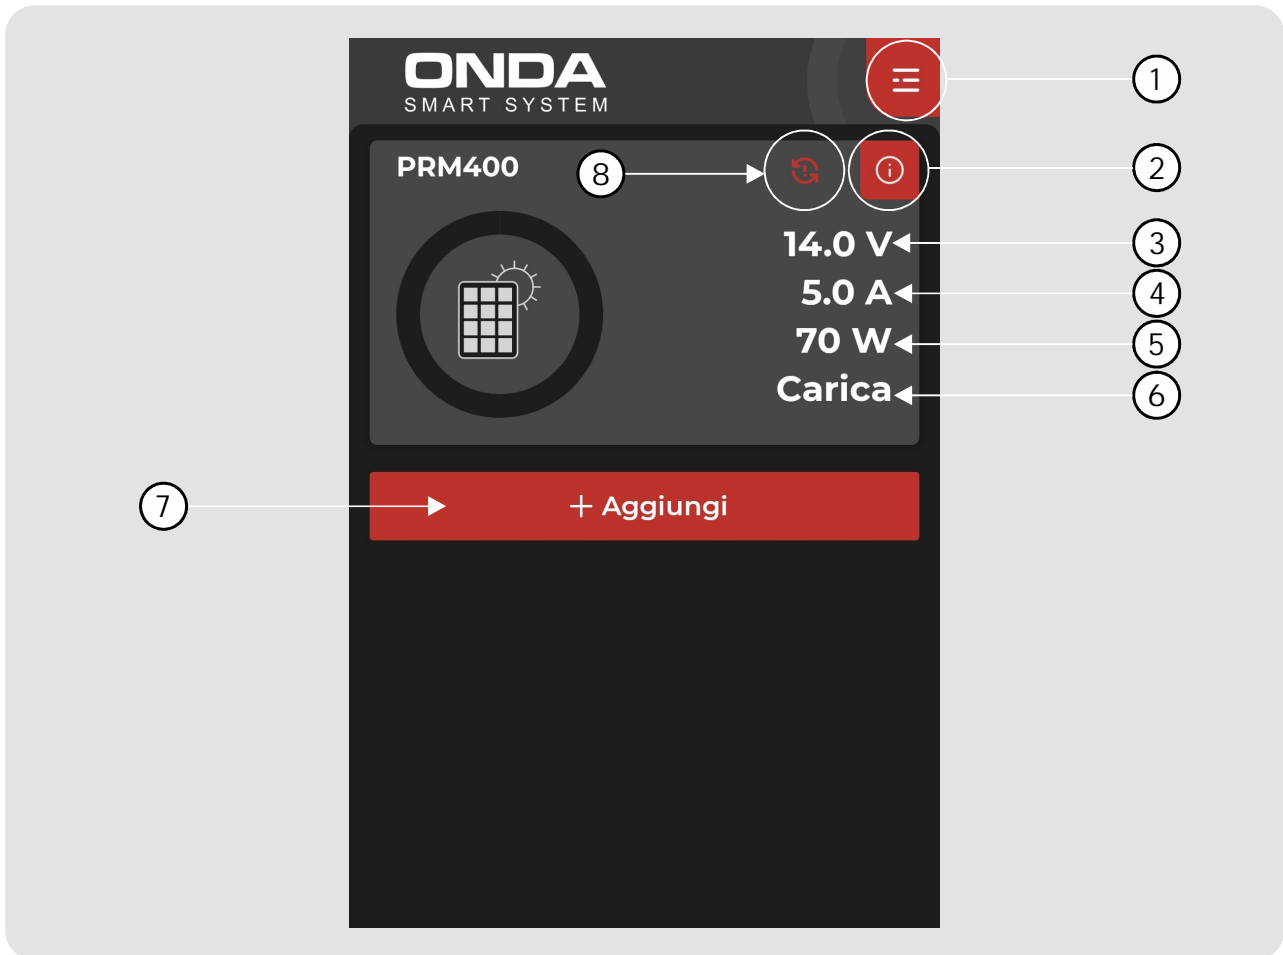 ONDA
SMART SYSTEM
1
PRM400
8
2
14.0 V
3
5.0 A
4
70 W
5
Carica
6
7
+ Aggiungi